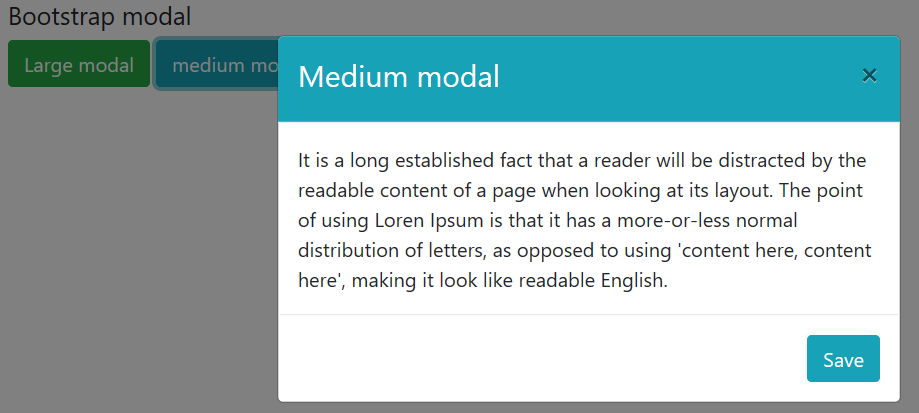 Bootstrap modal
Large modal
medium mo
Medium modal
×
It is a long established fact that a reader will be distracted by the
readable content of a page when looking at its layout. The point
of using Loren Ipsum is that it has a more-or-less normal
distribution of letters, as opposed to using 'content here, content
here', making it look like readable English.
Save